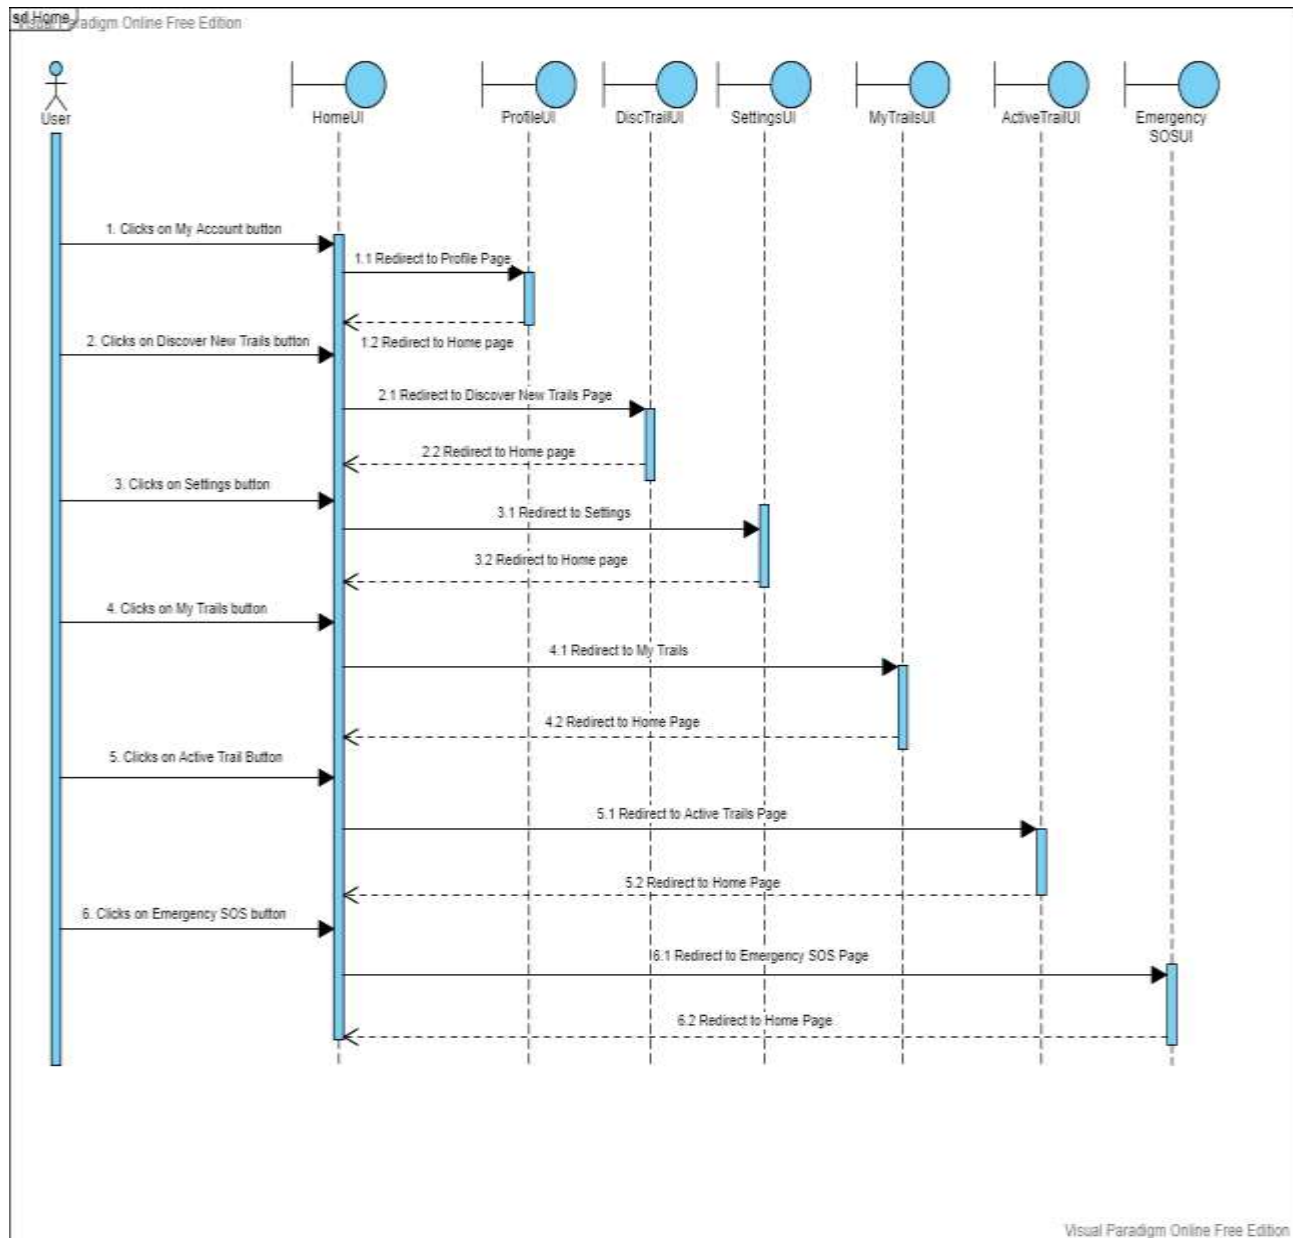 sd Home
Visual Paradigm Online Free Edition
User
HomeUI
ProfileUI
DiscTrailUI
SettingsUI
MyTrailsUI
ActiveTrailUI
Emergency
SOSUI
1. Clicks on My Account button
1.1 Redirect to Profile Page
1.2 Redirect to Home page
2. Clicks on Discover New Trails button
2.1 Redirect to Discover New Trails Page
2.2 Redirect to Home page
3. Clicks on Settings button
3.1 Redirect to Settings
3.2 Redirect to Home page
4. Clicks on My Trails button
4.1 Redirect to My Trails
4.2 Redirect to Home Page
5. Clicks on Active Trail Button
5.1 Redirect to Active Trails Page
5.2 Redirect to Home Page
6. Clicks on Emergency SOS button
6.1 Redirect to Emergency SOS Page
6.2 Redirect to Home Page
Visual Paradigm Online Free Edition